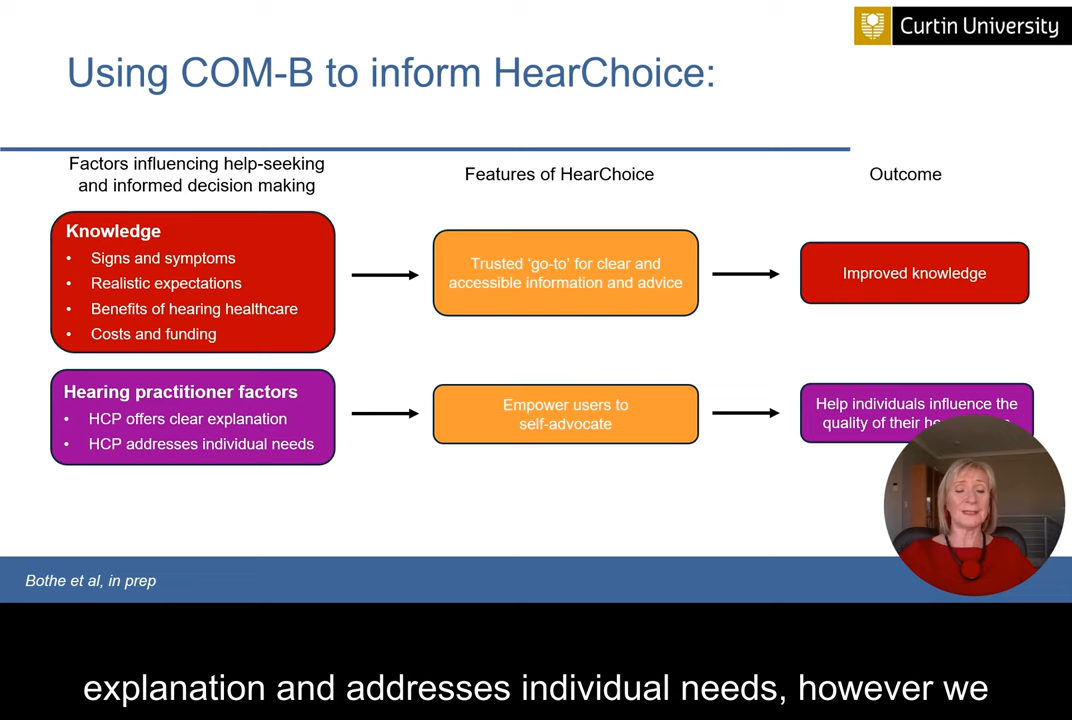 Curtin University
Using COM-B to inform HearChoice:
Factors influencing help-seeking
and informed decision making
Features of HearChoice
Outcome
Knowledge
• Signs and symptoms
• Realistic expectations
• Benefits of hearing healthcare
• Costs and funding
Trusted ‘go-to’ for clear and
accessible information and advice
Improved knowledge
Hearing practitioner factors
• HCP offers clear explanation
• HCP addresses individual needs
Empower users to
self-advocate
Help individuals influence the
quality of their
Bothe et al, in prep
explanation and addresses individual needs, however we